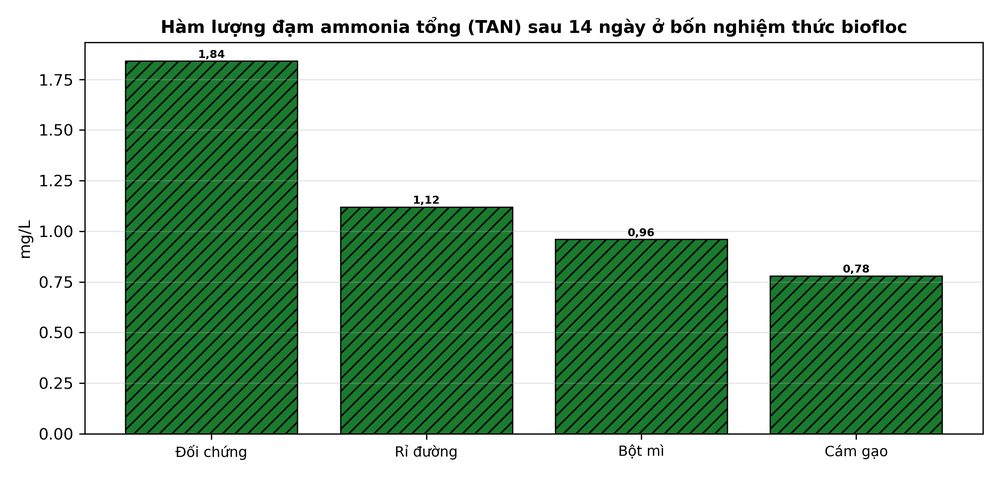 Hàm lượng đạm ammonia tổng (TAN) sau 14 ngày ở bốn nghiệm thức biofloc
mg/L
1.75
1.50
1.25
1.00
0.75
0.50
0.25
0.00
1,84
1,12
0,96
0,78
Đối chứng
Rỉ đường
Bột mì
Cám gạo